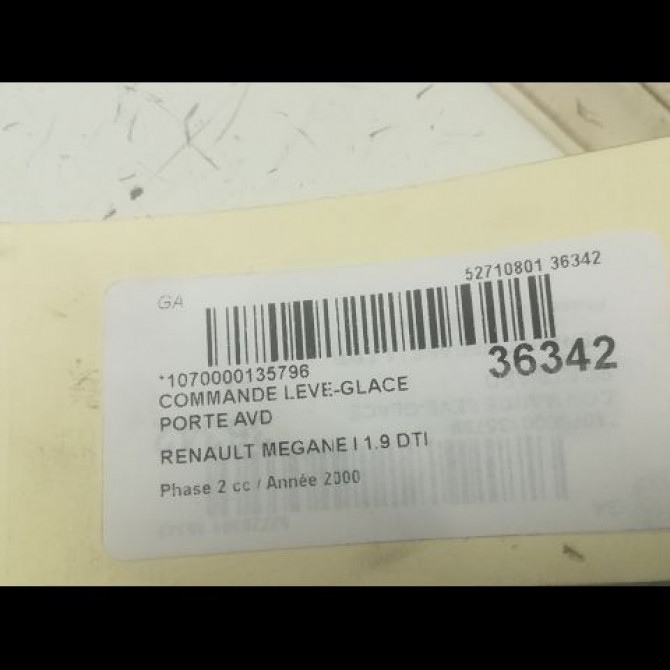 52710801 36342
GA
*1070000135796
36342
COMMANDE LEVE-GLACE
PORTE AVD
RENAULT MEGANE I 1.9 DTI
Phase 2 cc / Année 2000